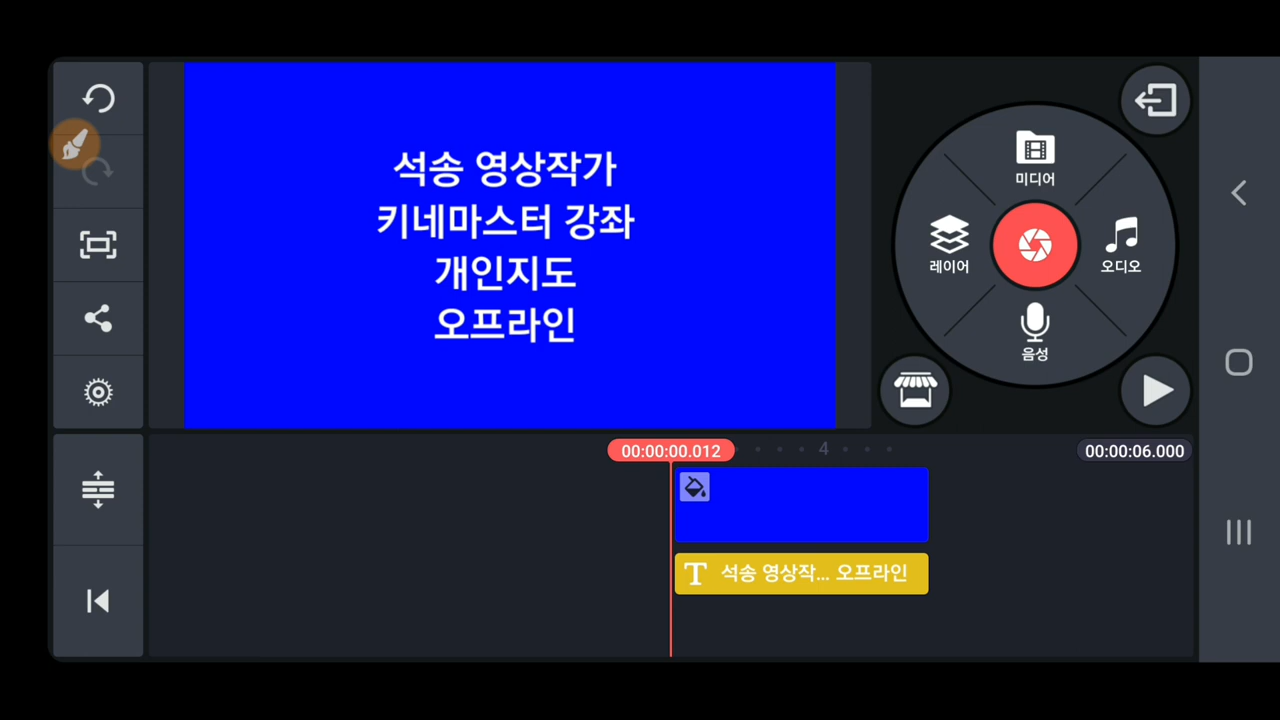 석송 영상작가
키네마스터 강좌
개인지도
오프라인
미디어
레이어
오디오
음성
00:00:00.012
4
00:00:06.000
T 석송 영상작... 오프라인